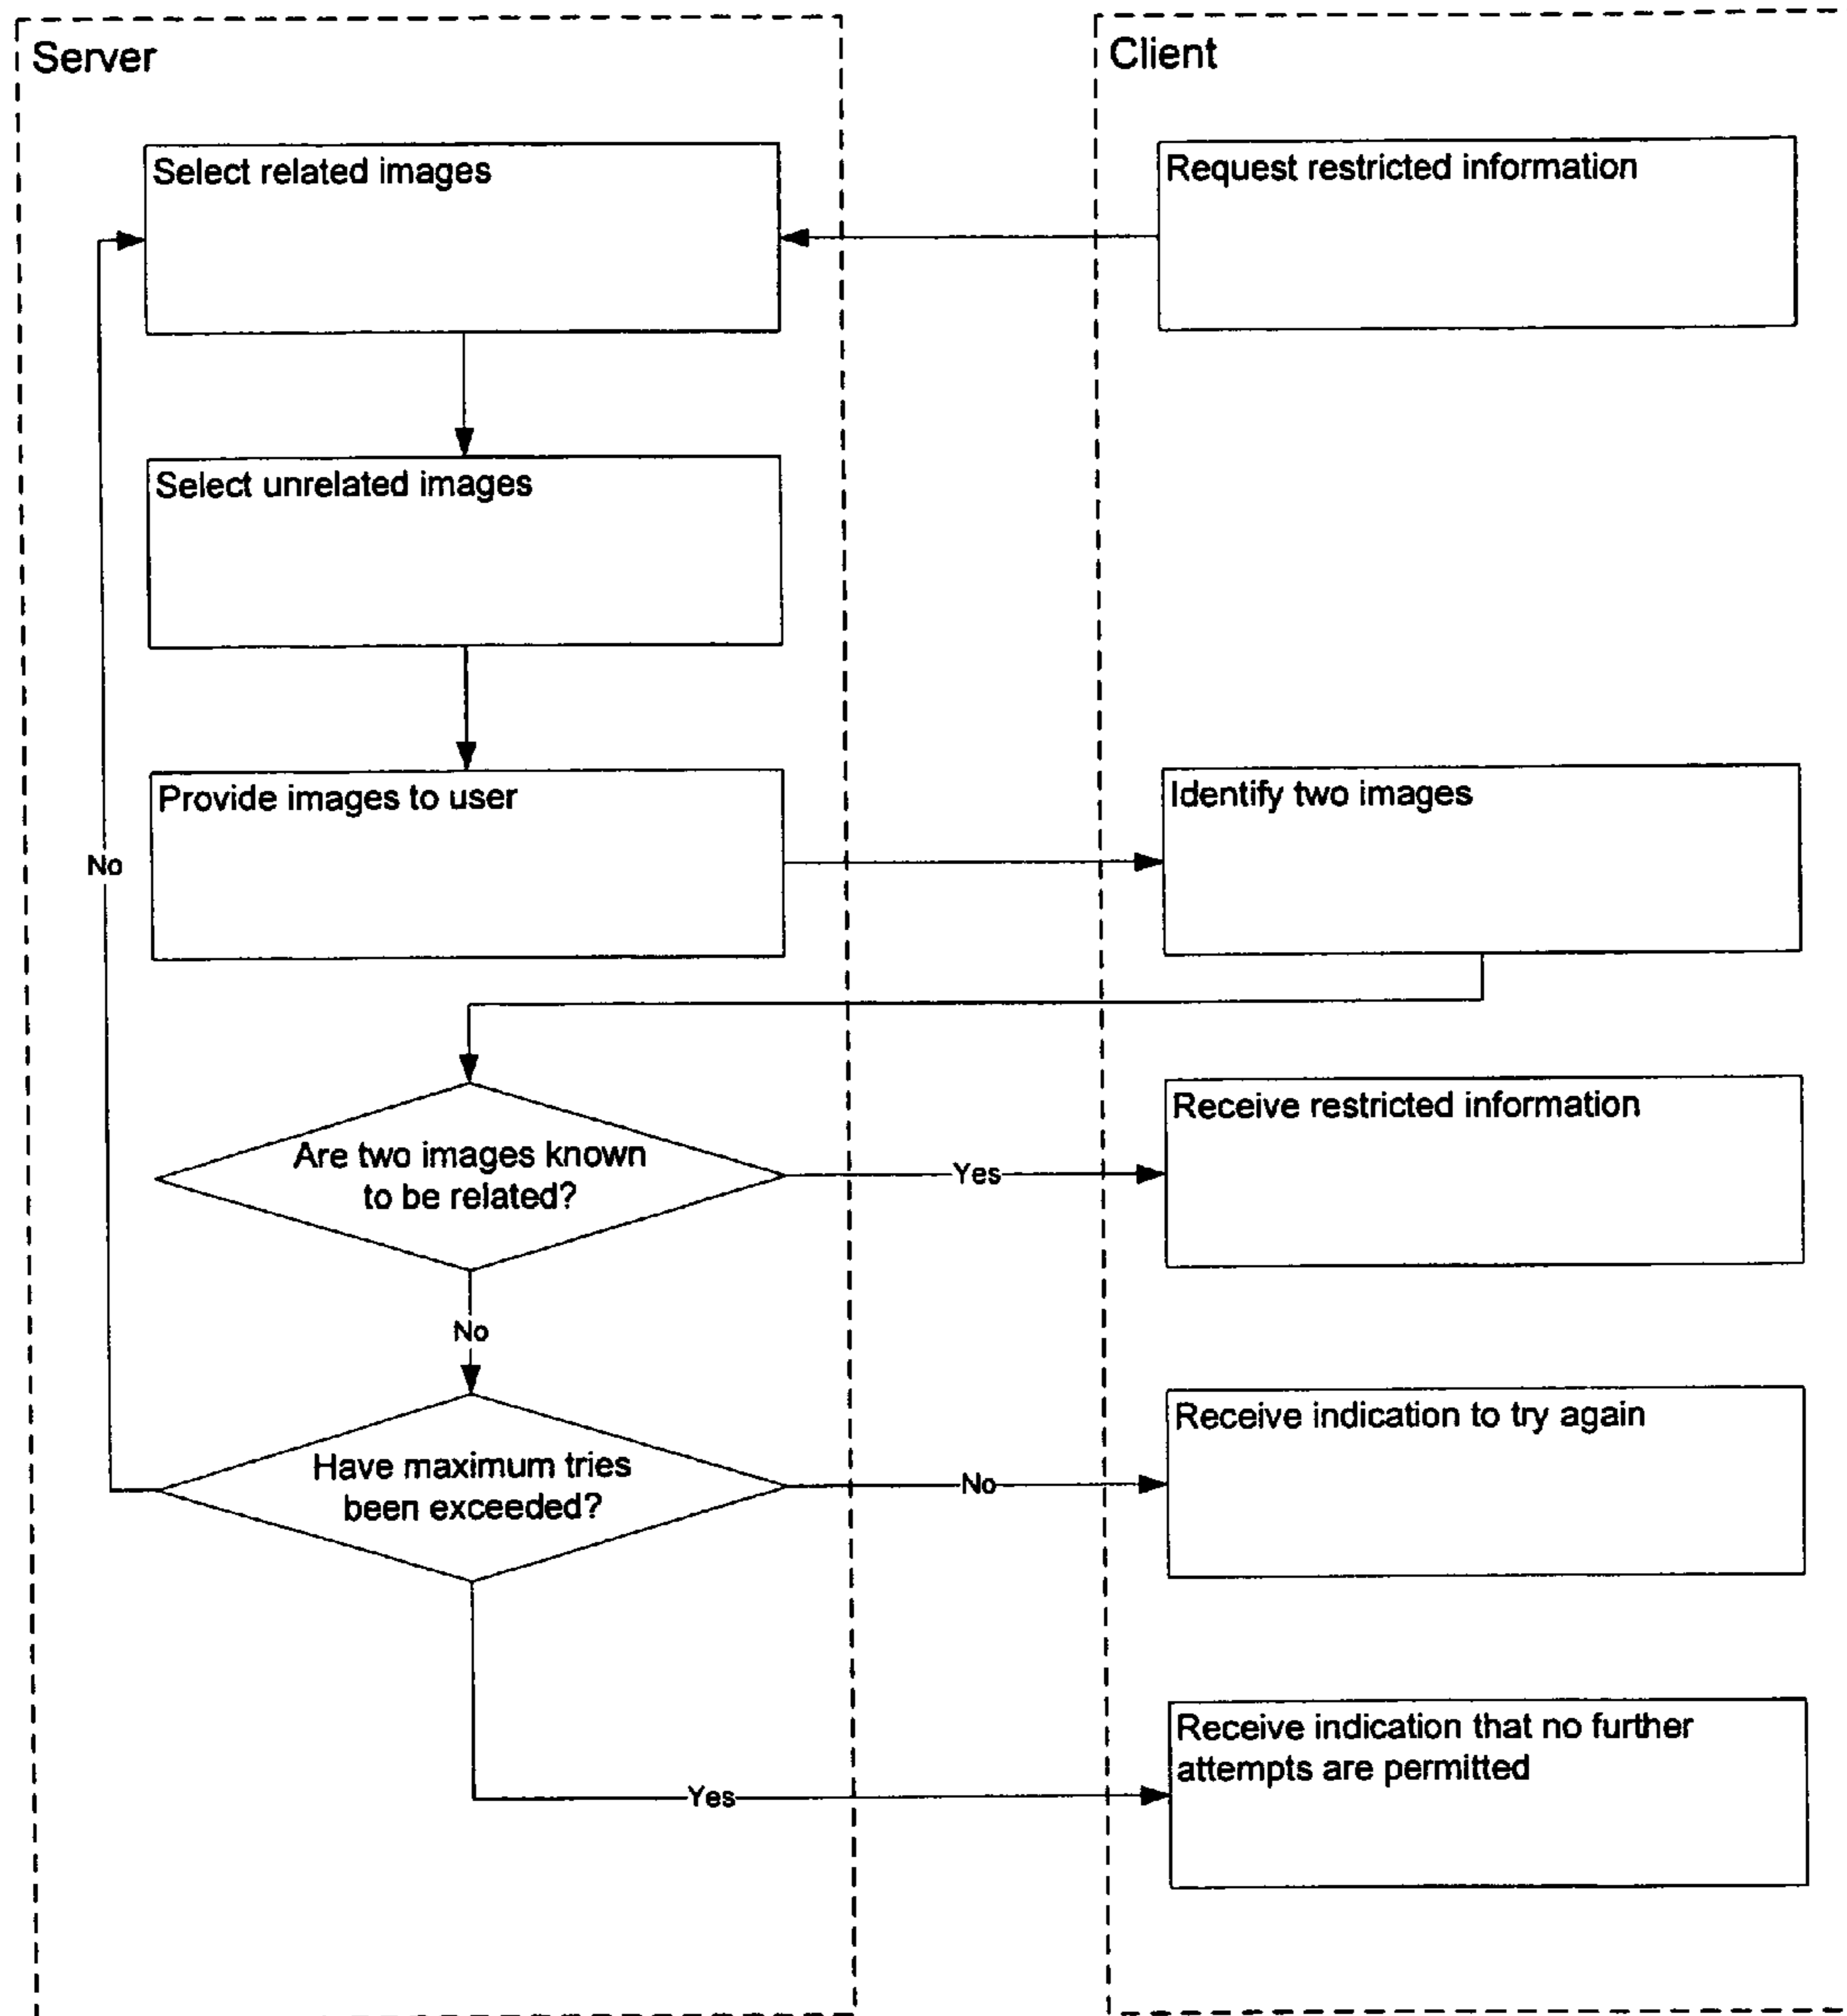 Server
Client
Select related images
Request restricted information
Select unrelated images
Provide images to user
Identify two images
No
Are two images known
to be related?
Yes
Receive restricted information
No
Have maximum tries
been exceeded?
No
Receive indication to try again
Yes
Receive indication that no further
attempts are permitted